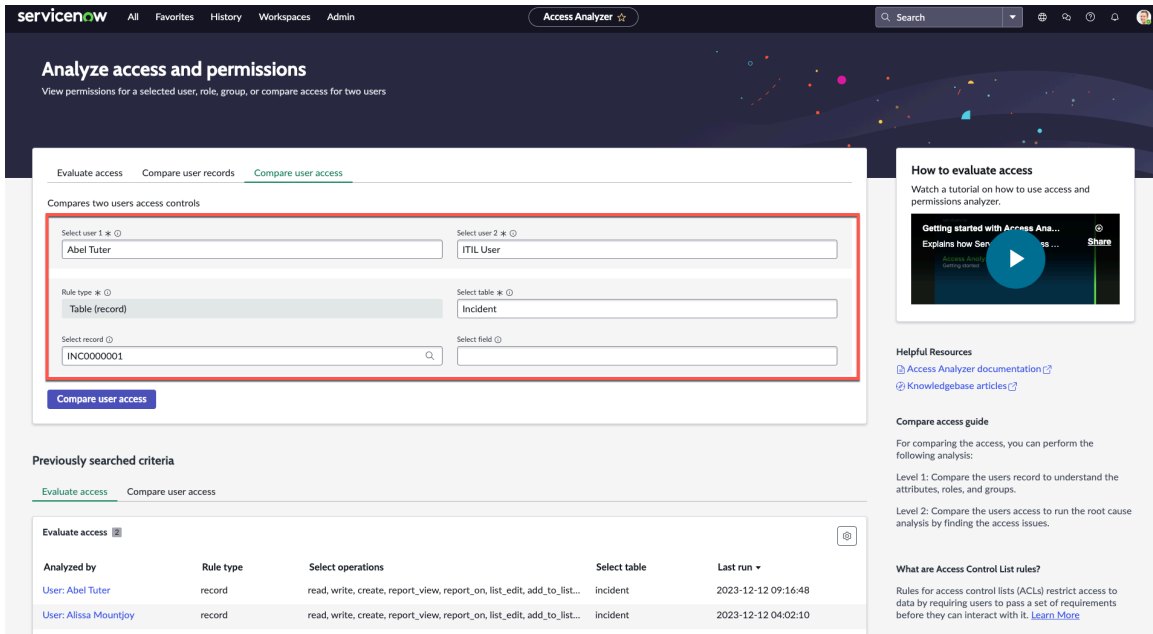 servicenow All Favorites History Workspaces Admin Access Analyzer Search
Analyze access and permissions
View permissions for a selected user, role, group, or compare access for two users
Evaluate access Compare user records Compare user access
Compares two users access controls
Select user 1 Select user 2
Abel Tuter ITIL User
Rule type Select table
Table (record) Incident
Select record Select field
INC0000001
Compare user access
Previously searched criteria
Evaluate access Compare user access
Evaluate access 2
Analyzed by Rule type Select operations Select table Last run
User: Abel Tuter record read, write, create, report_view, report_on, list_edit, add_to_list... incident 2023-12-12 09:16:48
User: Alissa Mountjoy record read, write, create, report_view, report_on, list_edit, add_to_list... incident 2023-12-12 04:02:10
How to evaluate access
Watch a tutorial on how to use access and
permissions analyzer.
Getting started with Access Ana...
Explains how Ser ss ... Share
Access Analy
Getting started
Helpful Resources
Access Analyzer documentation
Knowledgebase articles
Compare access guide
For comparing the access, you can perform the
following analysis:
Level 1: Compare the users record to understand the
attributes, roles, and groups.
Level 2: Compare the users access to run the root cause
analysis by finding the access issues.
What are Access Control List rules?
Rules for access control lists (ACLs) restrict access to
data by requiring users to pass a set of requirements
before they can interact with it. Learn More